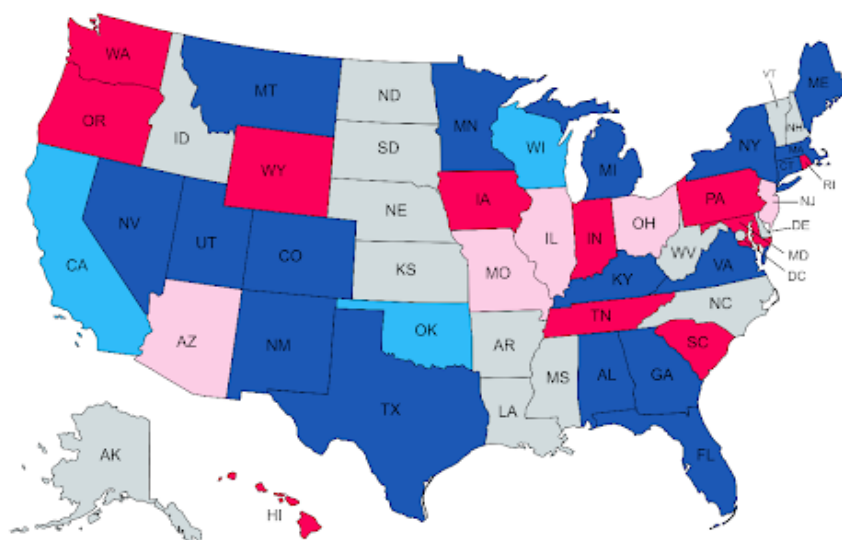 WA
MT
ND
MN
ME
VT
NH
OR
ID
SD
WI
NY
MA
WY
MI
CT
RI
IA
PA
NJ
NE
OH
DE
NV
IL
IN
UT
CO
WV
MD
CA
KS
MO
KY
VA
DC
TN
NC
OK
AZ
NM
AR
SC
MS
AL
GA
TX
LA
FL
AK
HI